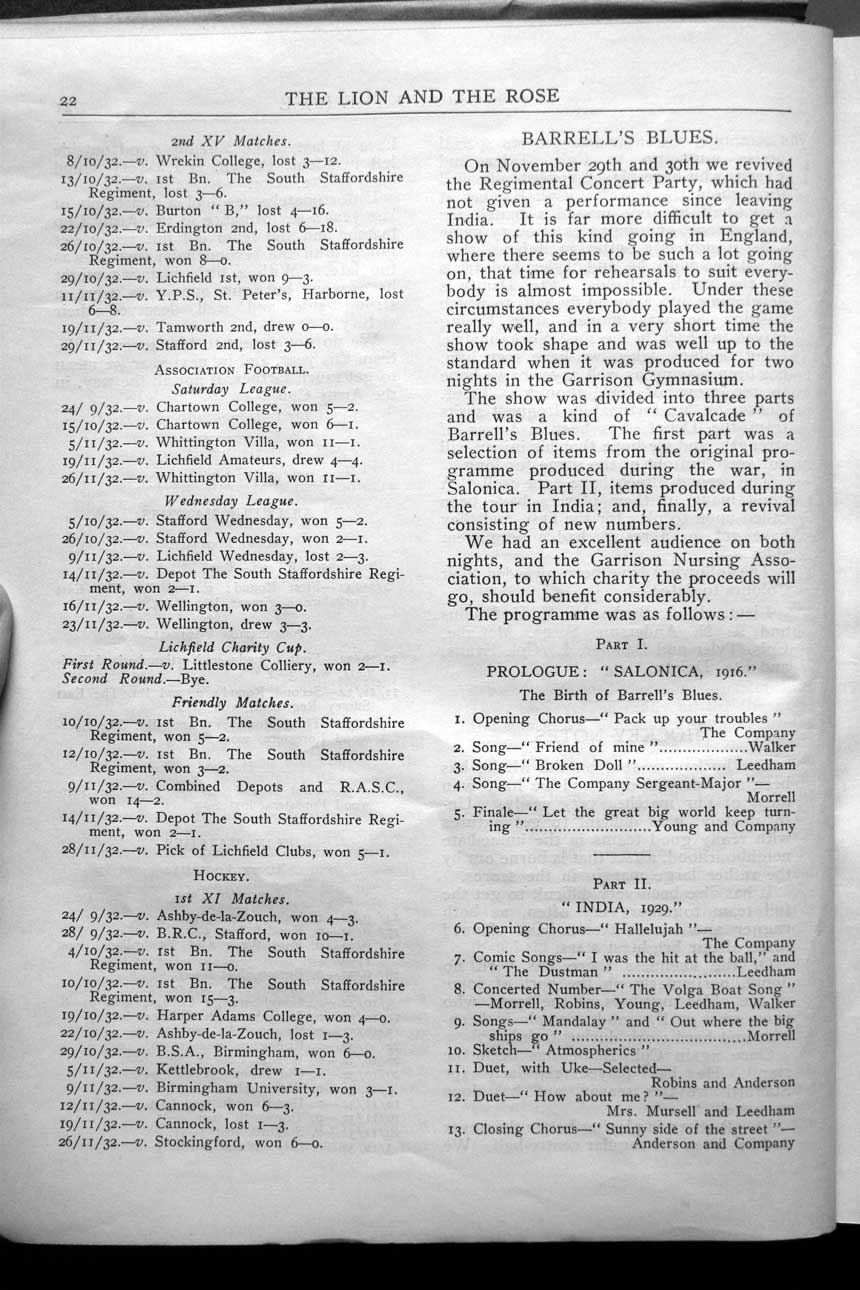 22
THE LION AND THE ROSE
2nd XV Matches.
8/10/32.—v. Wrekin College, lost 3—12.
13/10/32.—v. 1st Bn. The South Staffordshire
Regiment, lost 3—6.
15/10/32.—v. Burton “ B,” lost 4—16.
22/10/32.—v. Erdington 2nd, lost 6—18.
26/10/32.—v. 1st Bn. The South Staffordshire
Regiment, won 8—0.
29/10/32.—v. Lichfield 1st, won 9—3.
11/11/32.—v. Y.P.S., St. Peter's, Harborne, lost
6—8.
19/11/32.—v. Tamworth 2nd, drew 0—0.
29/11/32.—v. Stafford 2nd, lost 3—6.
ASSOCIATION FOOTBALL.
Saturday League.
24/ 9/32.—v. Chartown College, won 5—2.
15/10/32.—v. Chartown College, won 6—1.
5/11/32.—v. Whittington Villa, won 11—1.
19/11/32.—v. Lichfield Amateurs, drew 4—4.
26/11/32.—v. Whittington Villa, won 11—1.
Wednesday League.
5/10/32.—v. Stafford Wednesday, won 5—2.
26/10/32.—v. Stafford Wednesday, won 2—1.
9/11/32.—v. Lichfield Wednesday, lost 2—3.
14/11/32.—v. Depot The South Staffordshire Regi-
ment, won 2—1.
16/11/32.—v. Wellington, won 3—0.
23/11/32.—v. Wellington, drew 3—3.
Lichfield Charity Cup.
First Round.—v. Littlestone Colliery, won 2—1.
Second Round.—Bye.
Friendly Matches.
10/10/32.—v. 1st Bn. The South Staffordshire
Regiment, won 5—2.
12/10/32.—v. 1st Bn. The South Staffordshire
Regiment, won 3—2.
9/11/32.—v. Combined Depots and R.A.S.C.,
won 14—2.
14/11/32.—v. Depot The South Staffordshire Regi-
ment, won 2—1.
28/11/32.—v. Pick of Lichfield Clubs, won 5—1.
HOCKEY.
1st XI Matches.
24/ 9/32.—v. Ashby-de-la-Zouch, won 4—3.
28/ 9/32.—v. B.R.C., Stafford, won 10—1.
4/10/32.—v. 1st Bn. The South Staffordshire
Regiment, won 11—0.
10/10/32.—v. 1st Bn. The South Staffordshire
Regiment, won 15—3.
19/10/32.—v. Harper Adams College, won 4—0.
22/10/32.—v. Ashby-de-la-Zouch, lost 1—3.
29/10/32.—v. B.S.A., Birmingham, won 6—0.
5/11/32.—v. Kettlebrook, drew 1—1.
9/11/32.—v. Birmingham University, won 3—1.
12/11/32.—v. Cannock, won 6—3.
19/11/32.—v. Cannock, lost 1—3.
26/11/32.—v. Stockingford, won 6—0.
BARRELL'S BLUES.
On November 29th and 30th we revived
the Regimental Concert Party, which had
not given a performance since leaving
India. It is far more difficult to get a
show of this kind going in England,
where there seems to be such a lot going
on, that time for rehearsals to suit every-
body is almost impossible. Under these
circumstances everybody played the game
really well, and in a very short time the
show took shape and was well up to the
standard when it was produced for two
nights in the Garrison Gymnasium.
The show was divided into three parts
and was a kind of “ Cavalcade ” of
Barrell's Blues. The first part was a
selection of items from the original pro-
gramme produced during the war, in
Salonica. Part II, items produced during
the tour in India; and, finally, a revival
consisting of new numbers.
We had an excellent audience on both
nights, and the Garrison Nursing Asso-
ciation, to which charity the proceeds will
go, should benefit considerably.
The programme was as follows : —
PART I.
PROLOGUE: “ SALONICA, 1916.”
The Birth of Barrell's Blues.
1. Opening Chorus—“ Pack up your troubles ”
The Company
2. Song—“ Friend of mine ”...................Walker
3. Song—“ Broken Doll ”................... Leedham
4. Song—“ The Company Sergeant-Major ”—
Morrell
5. Finale—“ Let the great big world keep turn-
ing ”...........................Young and Company
PART II.
“ INDIA, 1929.”
6. Opening Chorus—“ Hallelujah ”—
The Company
7. Comic Songs—“ I was the hit at the ball,” and
“ The Dustman ” ........................Leedham
8. Concerted Number—“ The Volga Boat Song ”
—Morrell, Robins, Young, Leedham, Walker
9. Songs—“ Mandalay ” and “ Out where the big
ships go ” .....................................Morrell
10. Sketch—“ Atmospherics ”
11. Duet, with Uke—Selected—
Robins and Anderson
12. Duet—“ How about me? ”—
Mrs. Mursell and Leedham
13. Closing Chorus—“ Sunny side of the street ”—
Anderson and Company